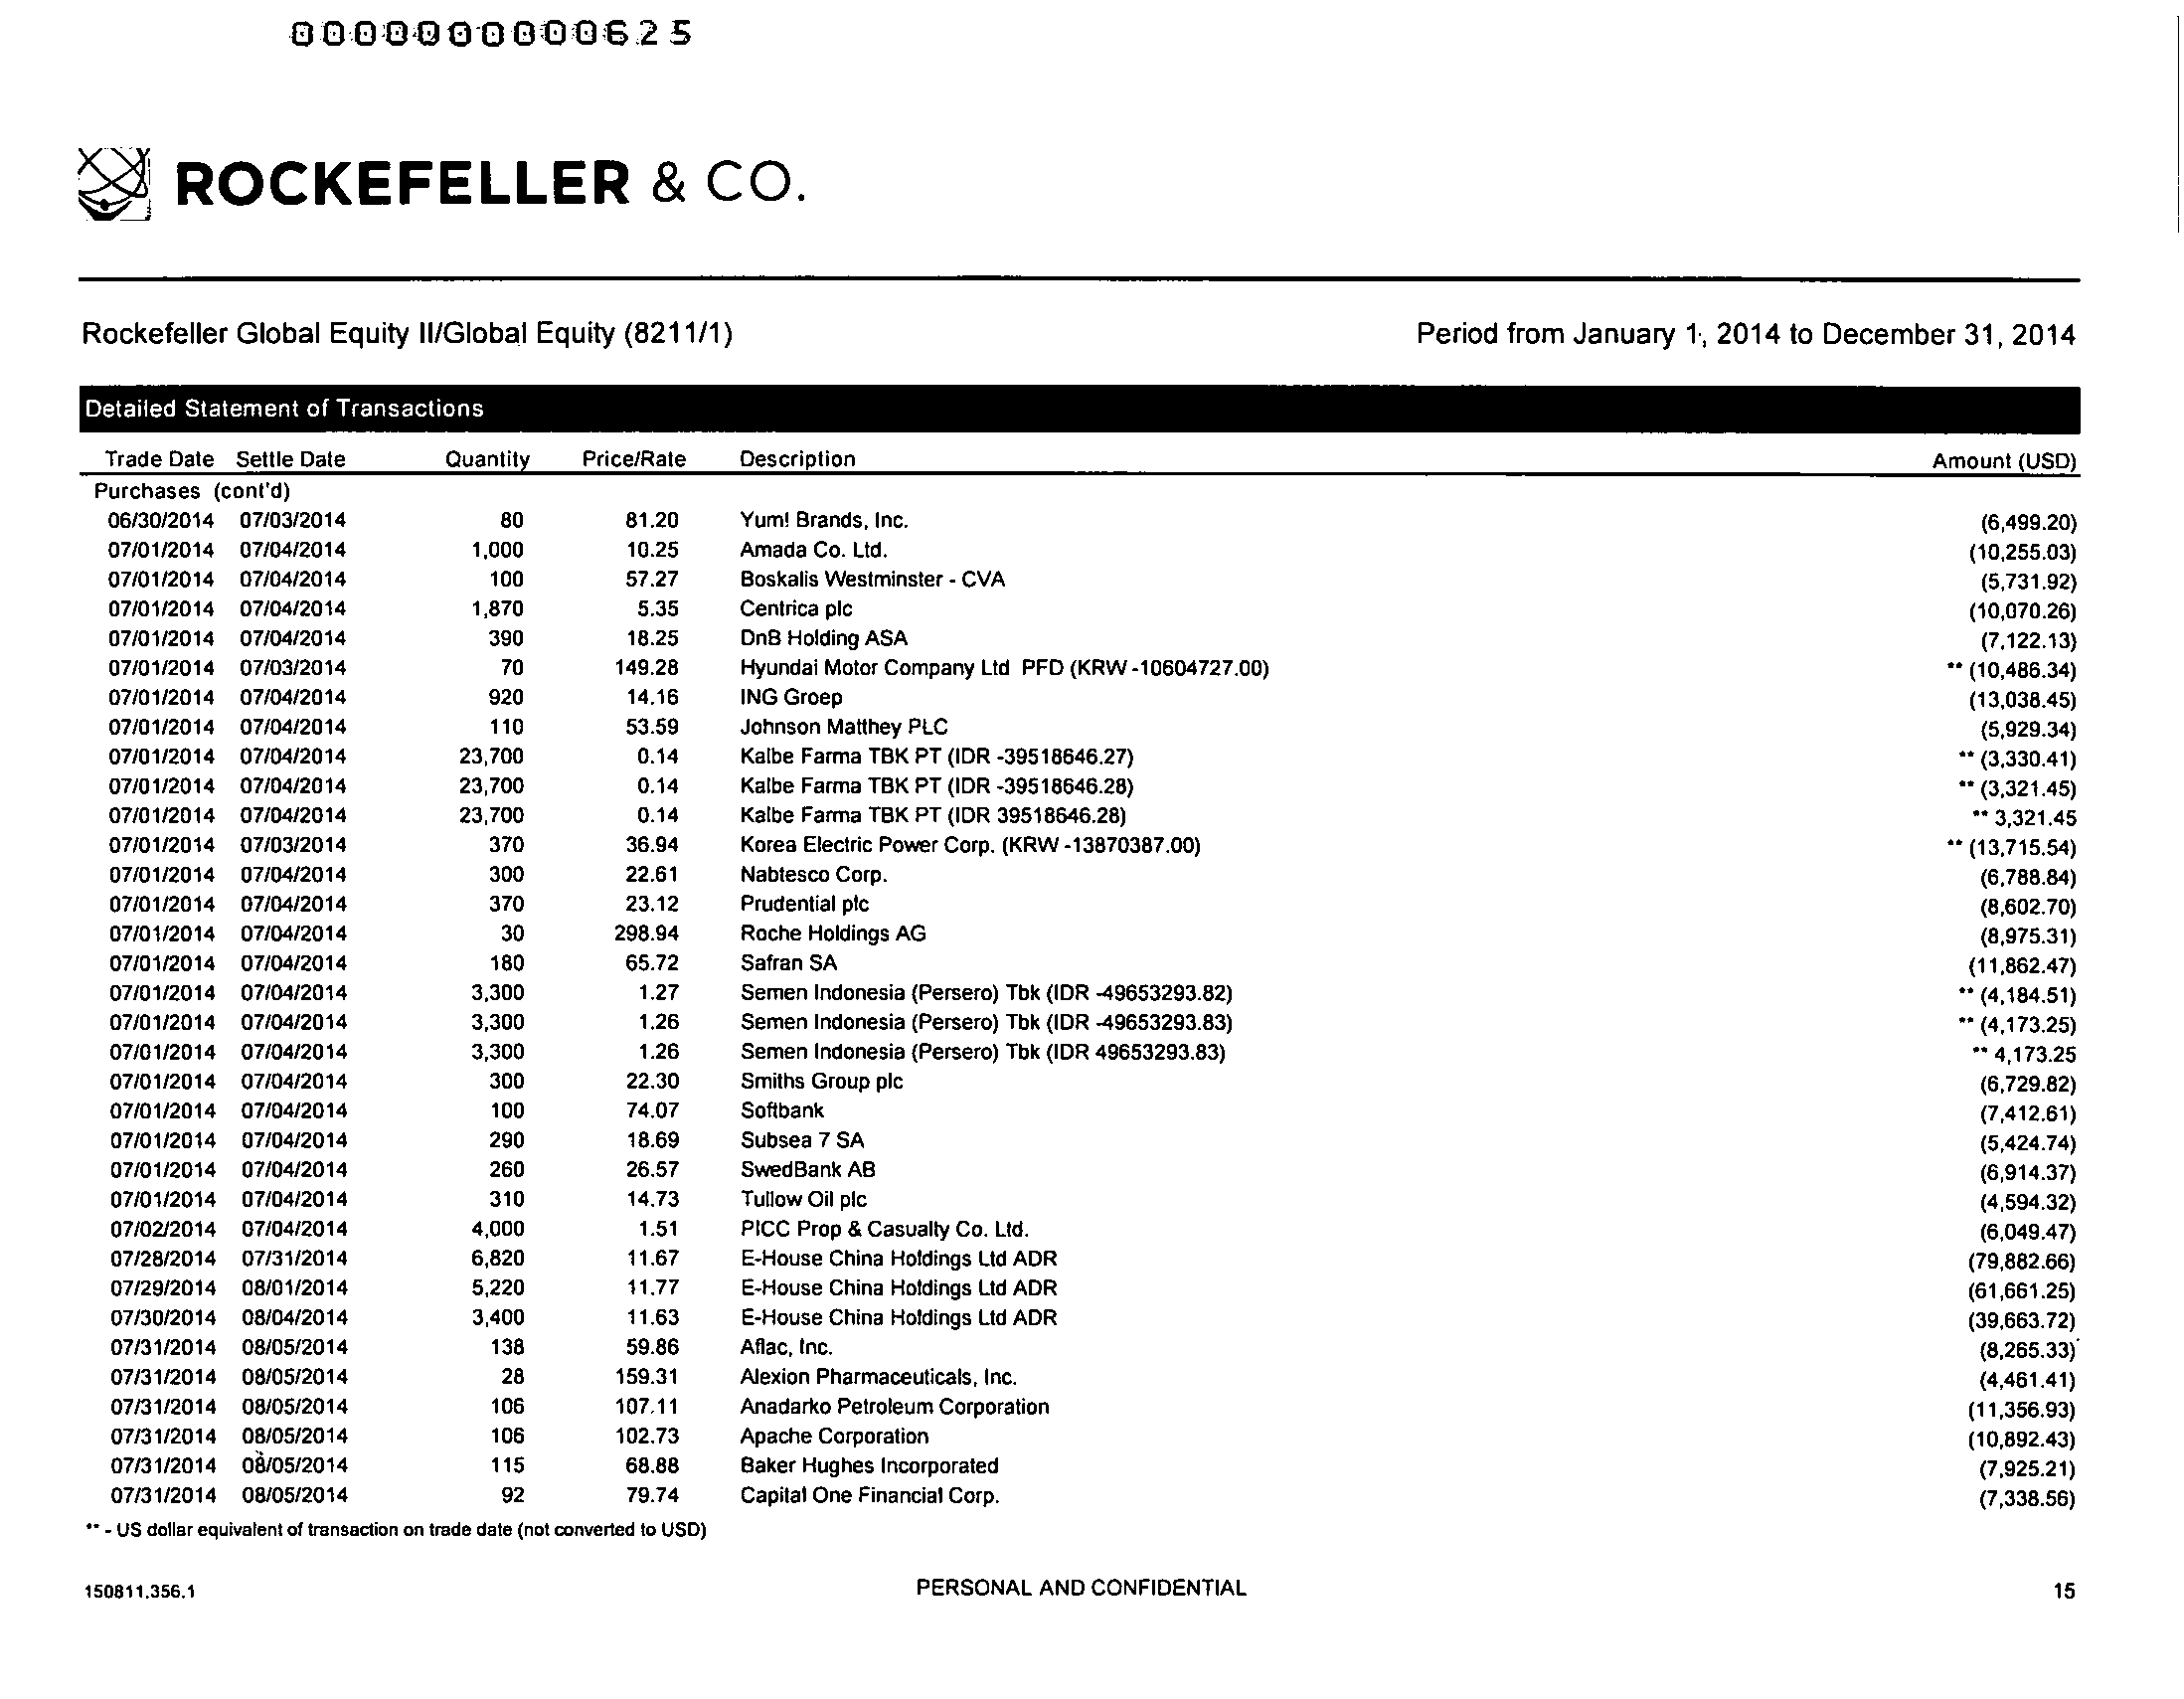 0000000000625
ROCKEFELLER & CO.
Rockefeller Global Equity II/Global Equity (8211/1) Period from January 1, 2014 to December 31, 2014
Detailed Statement of Transactions
Trade Date Settle Date Quantity Price/Rate Description Amount (USD)
Purchases (cont'd)
06/30/2014 07/03/2014 80 81.20 Yum! Brands, Inc. (6,499.20)
07/01/2014 07/04/2014 1,000 10.25 Amada Co. Ltd. (10,255.03)
07/01/2014 07/04/2014 100 57.27 Boskalis Westminster - CVA (5,731.92)
07/01/2014 07/04/2014 1,870 5.35 Centrica plc (10,070.26)
07/01/2014 07/04/2014 390 18.25 DnB Holding ASA (7,122.13)
07/01/2014 07/03/2014 70 149.28 Hyundai Motor Company Ltd PFD (KRW -10604727.00) ** (10,486.34)
07/01/2014 07/04/2014 920 14.16 ING Groep (13,038.45)
07/01/2014 07/04/2014 110 53.59 Johnson Matthey PLC (5,929.34)
07/01/2014 07/04/2014 23,700 0.14 Kalbe Farma TBK PT (IDR -39518646.27) ** (3,330.41)
07/01/2014 07/04/2014 23,700 0.14 Kalbe Farma TBK PT (IDR -39518646.28) ** (3,321.45)
07/01/2014 07/04/2014 23,700 0.14 Kalbe Farma TBK PT (IDR 39518646.28) ** 3,321.45
07/01/2014 07/03/2014 370 36.94 Korea Electric Power Corp. (KRW -13870387.00) ** (13,715.54)
07/01/2014 07/04/2014 300 22.61 Nabtesco Corp. (6,788.84)
07/01/2014 07/04/2014 370 23.12 Prudential plc (8,602.70)
07/01/2014 07/04/2014 30 298.94 Roche Holdings AG (8,975.31)
07/01/2014 07/04/2014 180 65.72 Safran SA (11,862.47)
07/01/2014 07/04/2014 3,300 1.27 Semen Indonesia (Persero) Tbk (IDR -49653293.82) ** (4,184.51)
07/01/2014 07/04/2014 3,300 1.26 Semen Indonesia (Persero) Tbk (IDR -49653293.83) ** (4,173.25)
07/01/2014 07/04/2014 3,300 1.26 Semen Indonesia (Persero) Tbk (IDR 49653293.83) ** 4,173.25
07/01/2014 07/04/2014 300 22.30 Smiths Group plc (6,729.82)
07/01/2014 07/04/2014 100 74.07 Softbank (7,412.61)
07/01/2014 07/04/2014 290 18.69 Subsea 7 SA (5,424.74)
07/01/2014 07/04/2014 260 26.57 SwedBank AB (6,914.37)
07/01/2014 07/04/2014 310 14.73 Tullow Oil plc (4,594.32)
07/02/2014 07/04/2014 4,000 1.51 PICC Prop & Casualty Co. Ltd. (6,049.47)
07/28/2014 07/31/2014 6,820 11.67 E-House China Holdings Ltd ADR (79,882.66)
07/29/2014 08/01/2014 5,220 11.77 E-House China Holdings Ltd ADR (61,661.25)
07/30/2014 08/04/2014 3,400 11.63 E-House China Holdings Ltd ADR (39,663.72)
07/31/2014 08/05/2014 138 59.86 Aflac, Inc. (8,265.33)
07/31/2014 08/05/2014 28 159.31 Alexion Pharmaceuticals, Inc. (4,461.41)
07/31/2014 08/05/2014 106 107.11 Anadarko Petroleum Corporation (11,356.93)
07/31/2014 08/05/2014 106 102.73 Apache Corporation (10,892.43)
07/31/2014 08/05/2014 115 68.88 Baker Hughes Incorporated (7,925.21)
07/31/2014 08/05/2014 92 79.74 Capital One Financial Corp. (7,338.56)
** - US dollar equivalent of transaction on trade date (not converted to USD)
150811.356.1 PERSONAL AND CONFIDENTIAL 15